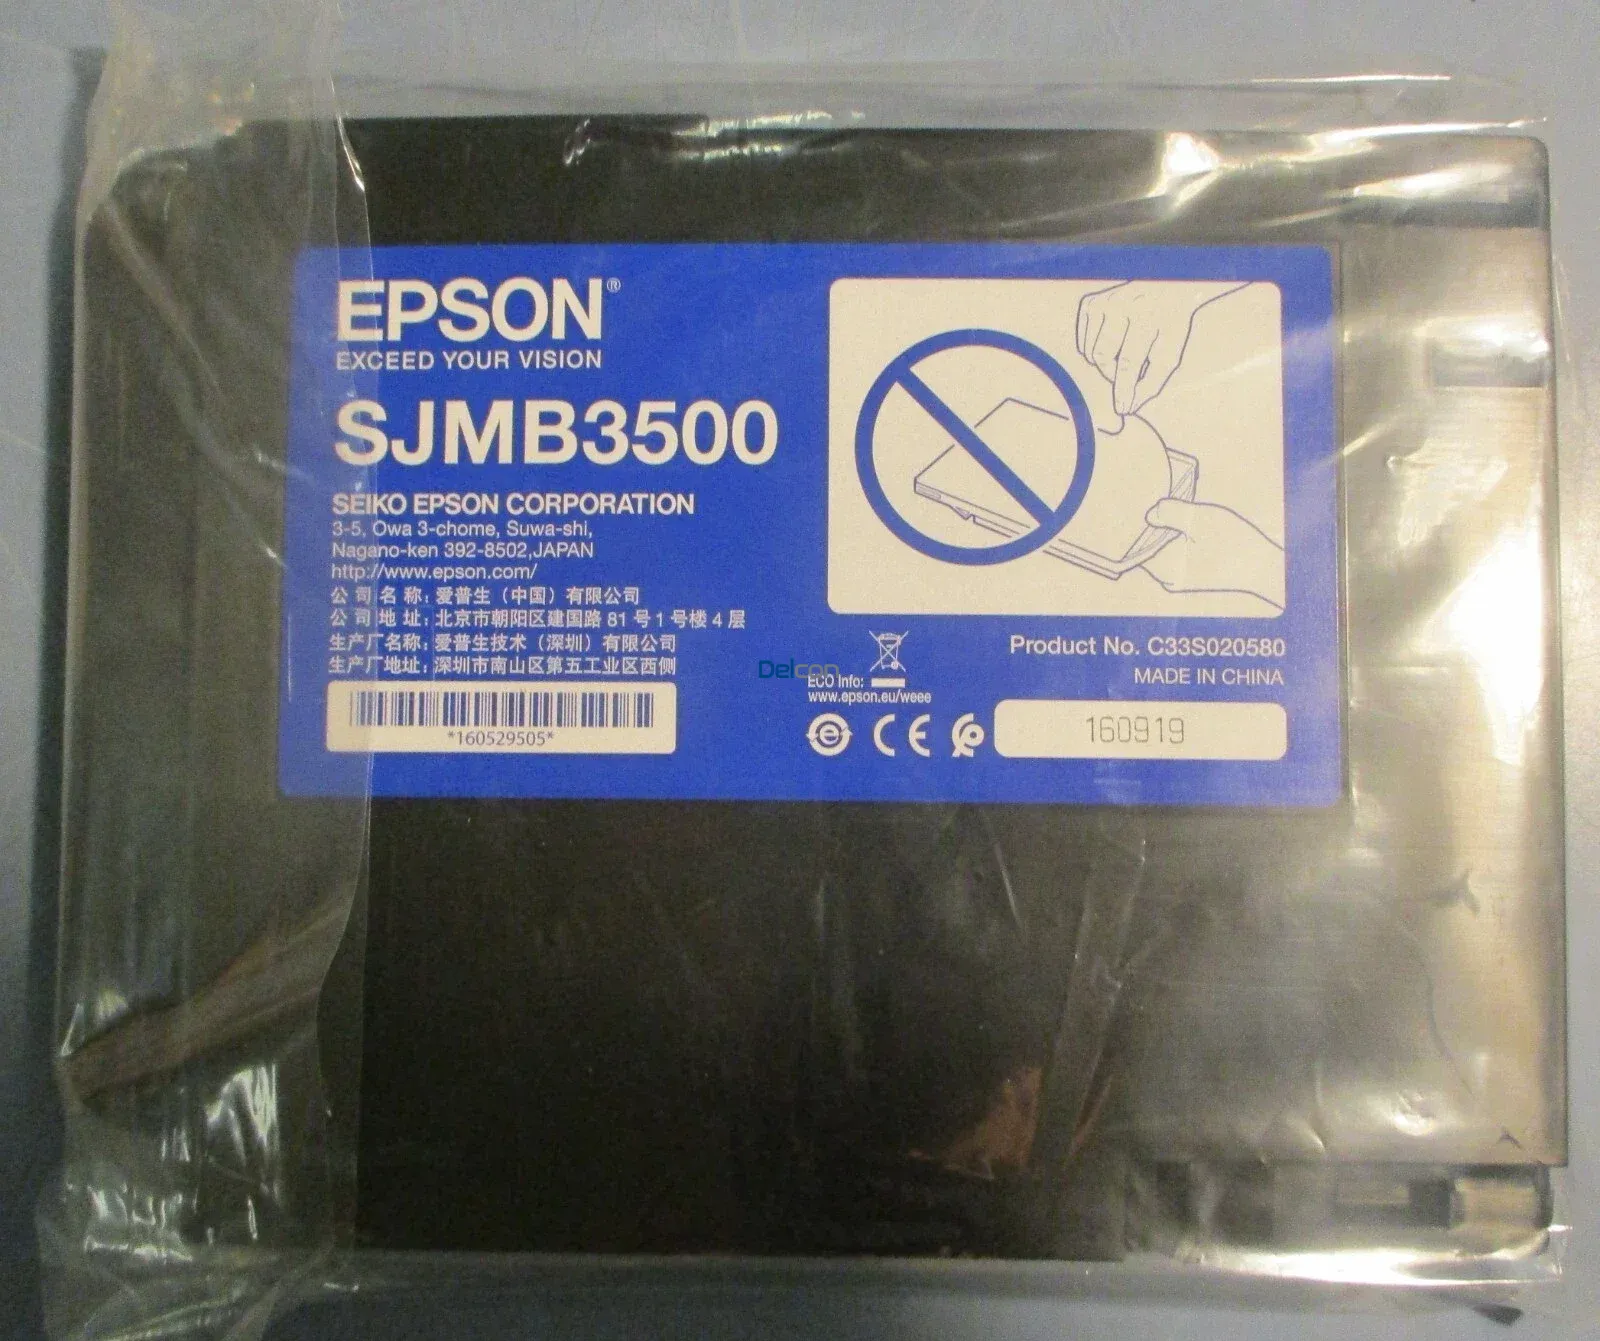 EPSON®
EXCEED YOUR VISION
SJMB3500
SEIKO EPSON CORPORATION
3-5, Owa 3-chome, Suwa-shi,
Nagano-ken 392-8502,JAPAN
http://www.epson.com/
公 司 名 称: 爱普生（中国）有限公司
公 司 地 址: 北京市朝阳区建国路 81 号 1 号楼 4 层
生产厂名称: 爱普生技术（深圳）有限公司
生产厂地址: 深圳市南山区第五工业区西侧
*160529505*
Delcon
ECO Info:
www.epson.eu/weee
Product No. C33S020580
MADE IN CHINA
e CE
160919